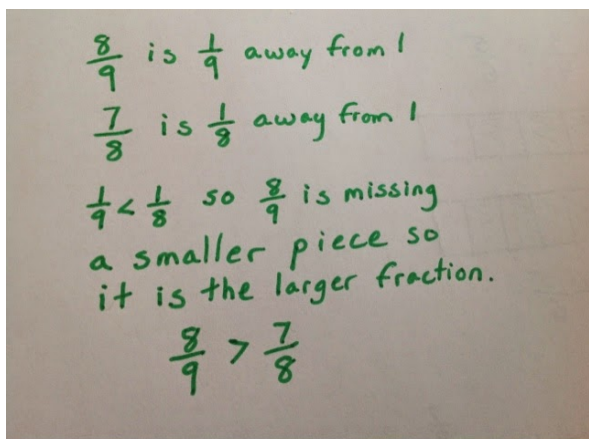 8/9 is 1/9 away from 1
7/8 is 1/8 away from 1
1/9 < 1/8 so 8/9 is missing
a smaller piece so
it is the larger fraction.
8/9 > 7/8